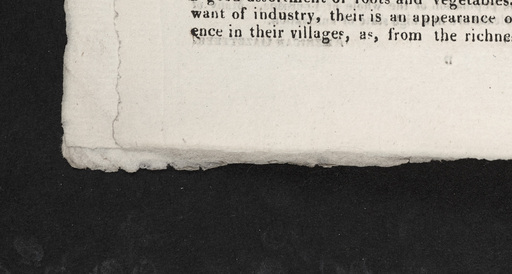 good assortment of roots and vegetables.
want of industry, their is an appearance o
ence in their villages, as, from the richne